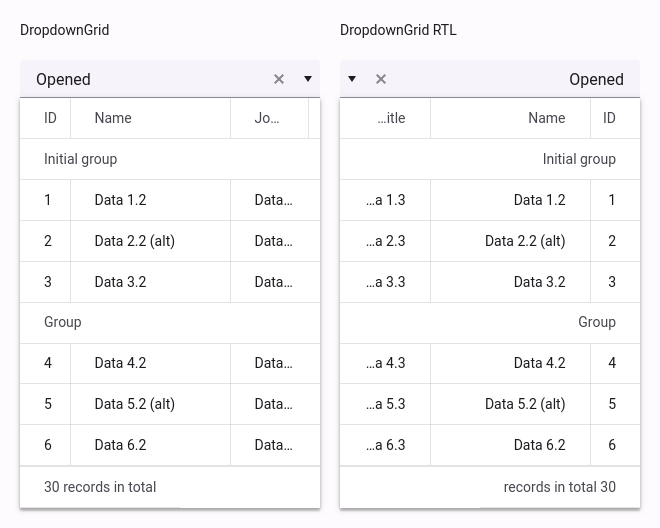 DropdownGrid
Opened
ID Name Jo…
Initial group
1 Data 1.2 Data…
2 Data 2.2 (alt) Data…
3 Data 3.2 Data…
Group
4 Data 4.2 Data…
5 Data 5.2 (alt) Data…
6 Data 6.2 Data…
30 records in total
DropdownGrid RTL
Opened
…itle Name ID
Initial group
…a 1.3 Data 1.2 1
…a 2.3 Data 2.2 (alt) 2
…a 3.3 Data 3.2 3
Group
…a 4.3 Data 4.2 4
…a 5.3 Data 5.2 (alt) 5
…a 6.3 Data 6.2 6
records in total 30